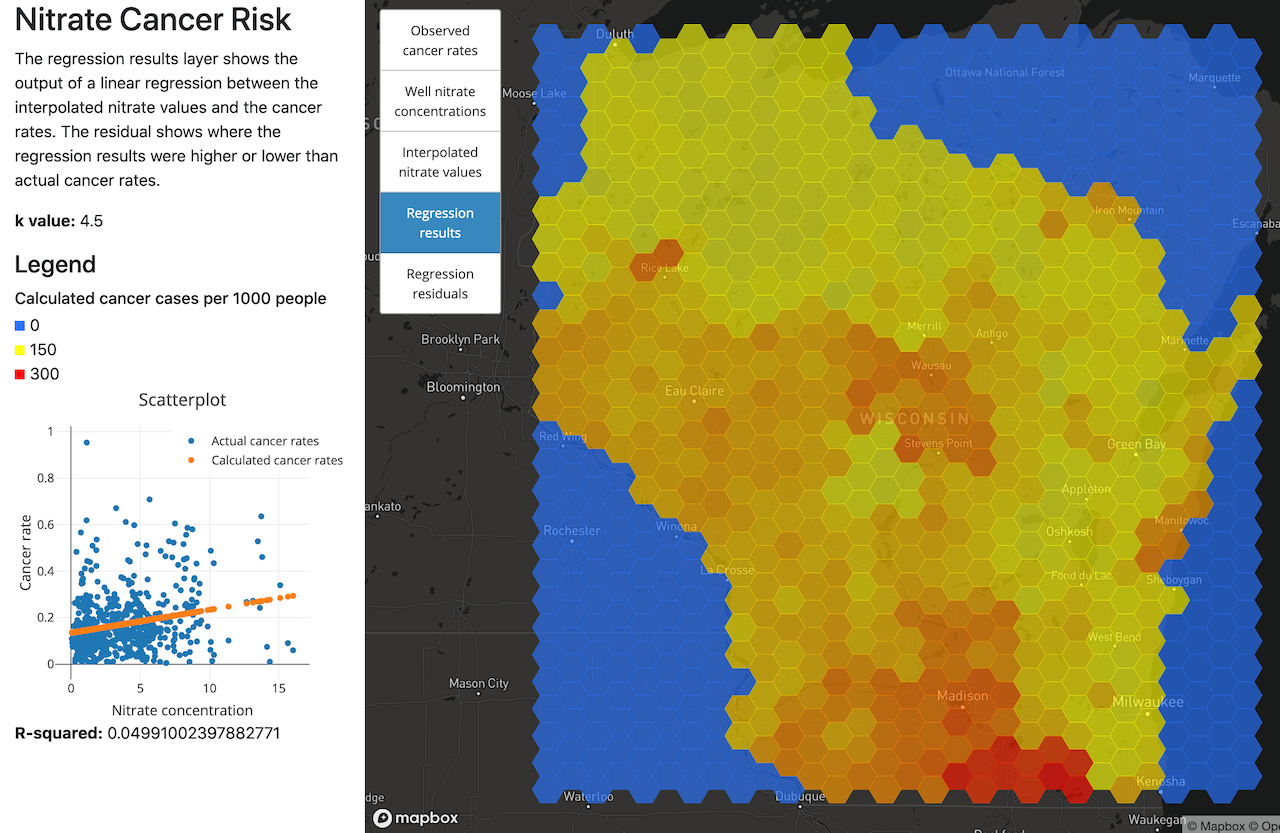 Nitrate Cancer Risk
The regression results layer shows the
output of a linear regression between the
interpolated nitrate values and the cancer
rates. The residual shows where the
regression results were higher or lower than
actual cancer rates.
k value: 4.5
Legend
Calculated cancer cases per 1000 people
0
150
300
Scatterplot
Actual cancer rates
Calculated cancer rates
1
0.8
0.6
0.4
0.2
0
Cancer rate
0
5
10
15
Nitrate concentration
R-squared: 0.04991002397882771
Observed
cancer rates
Well nitrate
concentrations
Interpolated
nitrate values
Regression
results
Regression
residuals
Duluth
Ottawa National Forest
Marquette
Moose Lake
Iron Mountain
Escanaba
Rice Lake
Merrill
Antigo
Marinette
Brooklyn Park
Wausau
Bloomington
Eau Claire
WISCONSIN
Red Wing
Stevens Point
Green Bay
Appleton
ankato
Rochester
Winona
Manitowoc
Oshkosh
La Crosse
Fond du Lac
Sheboygan
West Bend
Mason City
Madison
Milwaukee
Kenosha
Waterloo
Dubuque
dge
Waukegan
mapbox
© Mapbox © Op